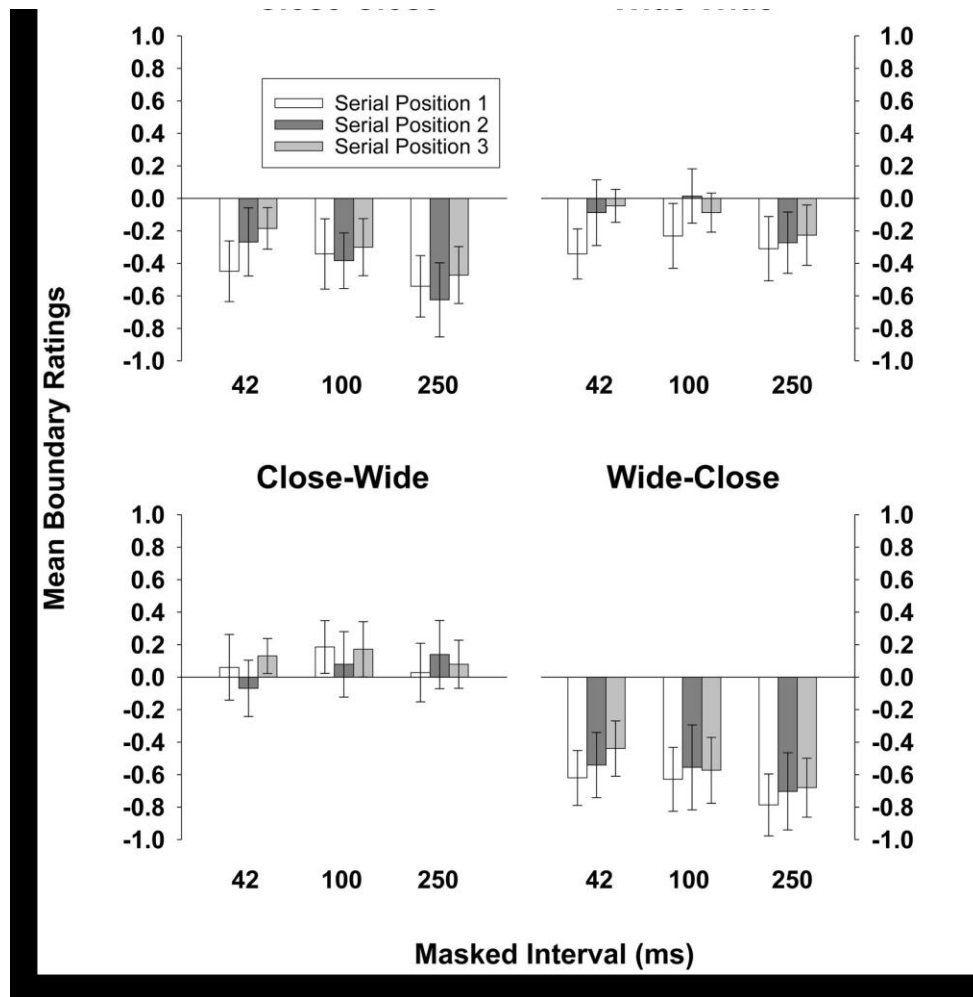 1.0 1.0
0.8 0.8
0.6 0.6
0.4 0.4
0.2 0.2
0.0 0.0
-0.2 -0.2
-0.4 -0.4
-0.6 -0.6
-0.8 -0.8
-1.0 -1.0
Serial Position 1
Serial Position 2
Serial Position 3
42 100 250 42 100 250
Mean Boundary Ratings
Close-Wide Wide-Close
1.0 1.0
0.8 0.8
0.6 0.6
0.4 0.4
0.2 0.2
0.0 0.0
-0.2 -0.2
-0.4 -0.4
-0.6 -0.6
-0.8 -0.8
-1.0 -1.0
42 100 250 42 100 250
Masked Interval (ms)